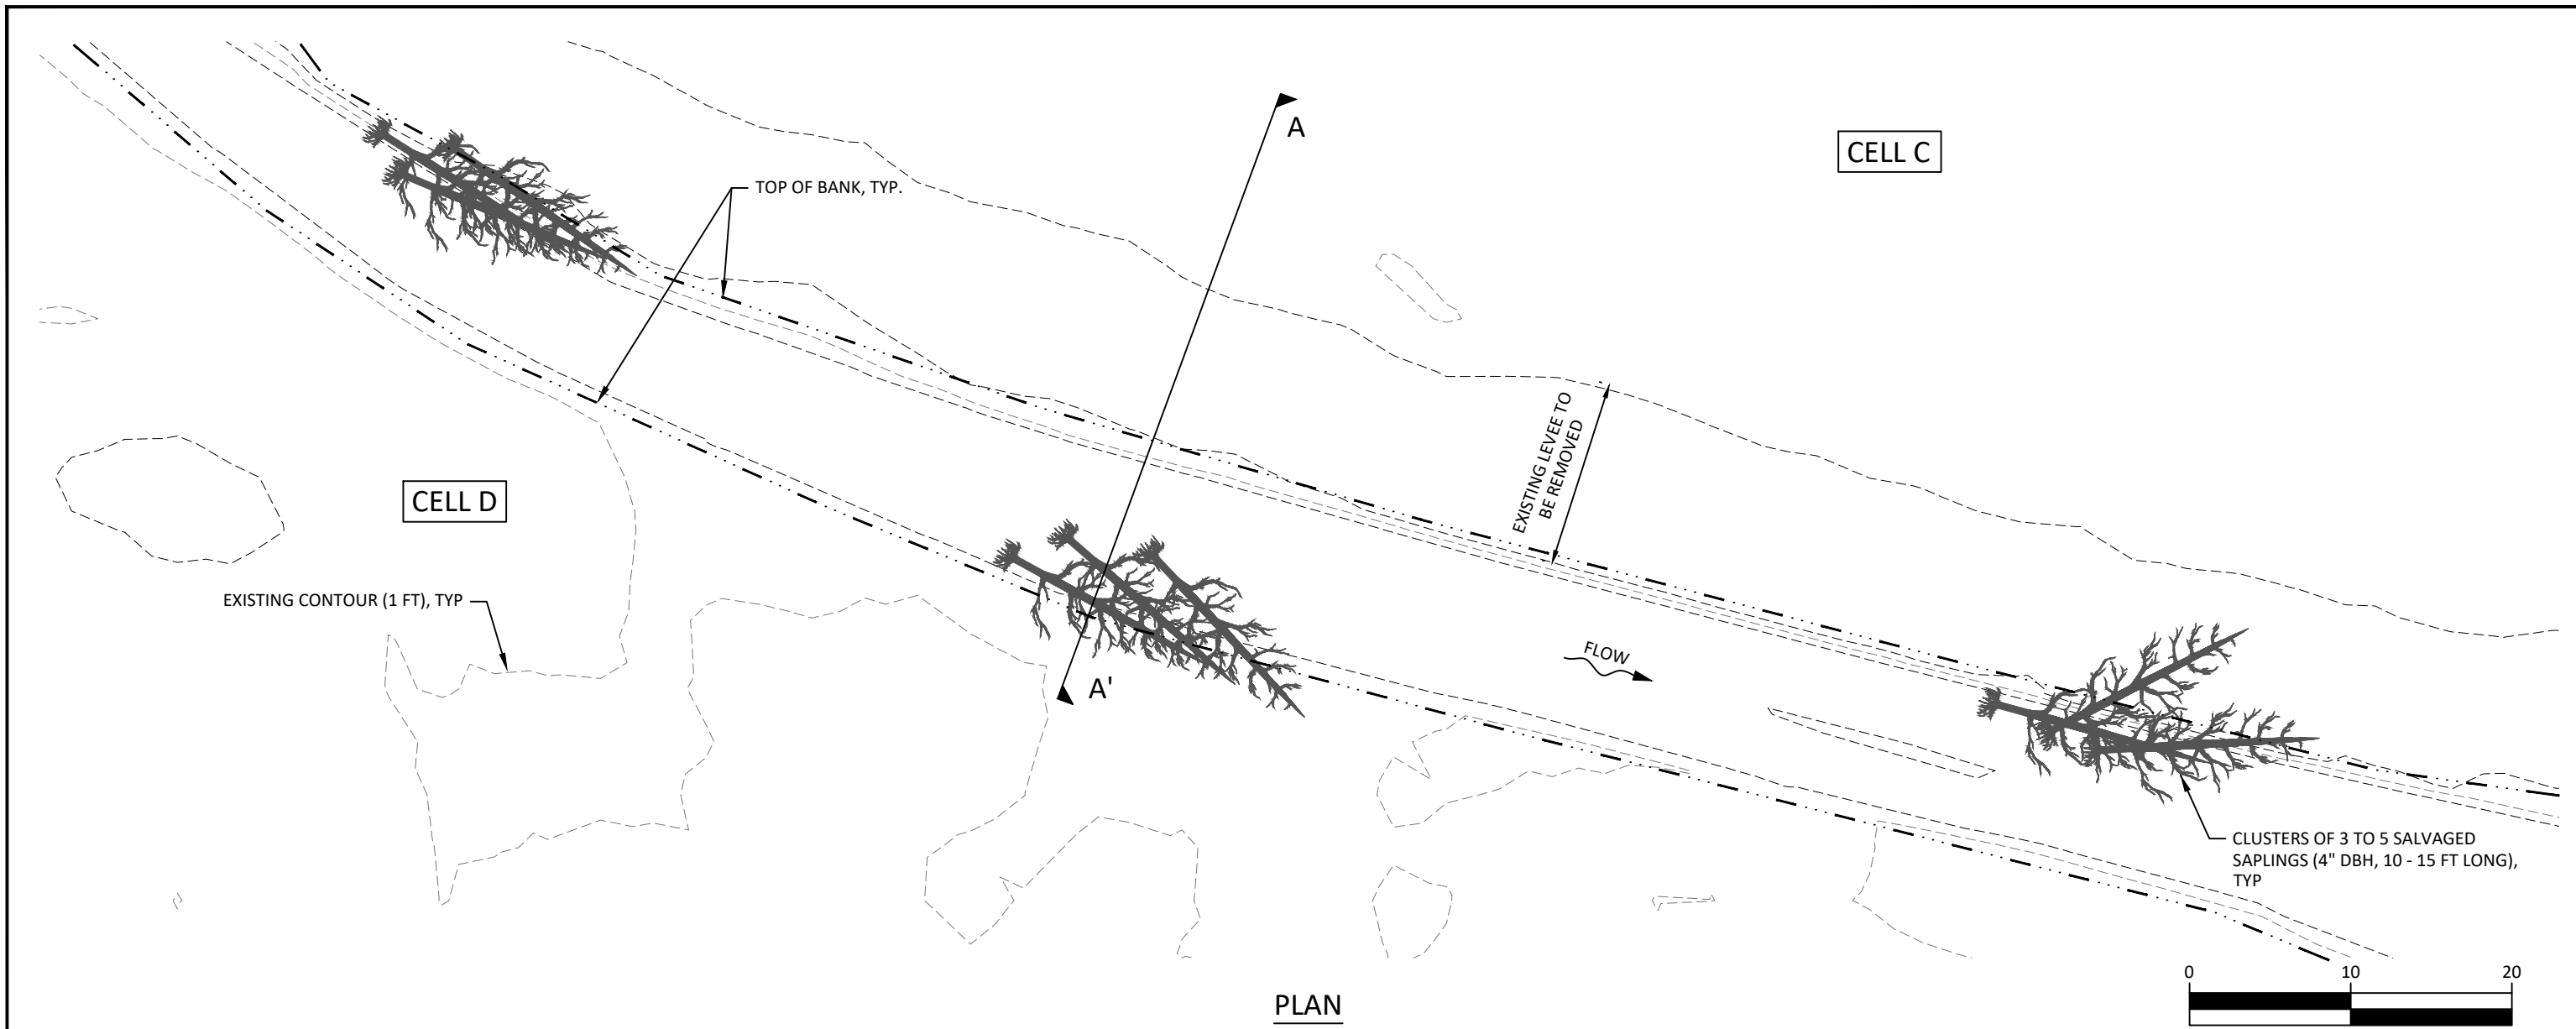 A
CELL C
TOP OF BANK, TYP.
EXISTING LEVEE TO
BE REMOVED
CELL D
EXISTING CONTOUR (1 FT), TYP
FLOW
A'
CLUSTERS OF 3 TO 5 SALVAGED
SAPLINGS (4" DBH, 10 - 15 FT LONG),
TYP
0 10 20
PLAN